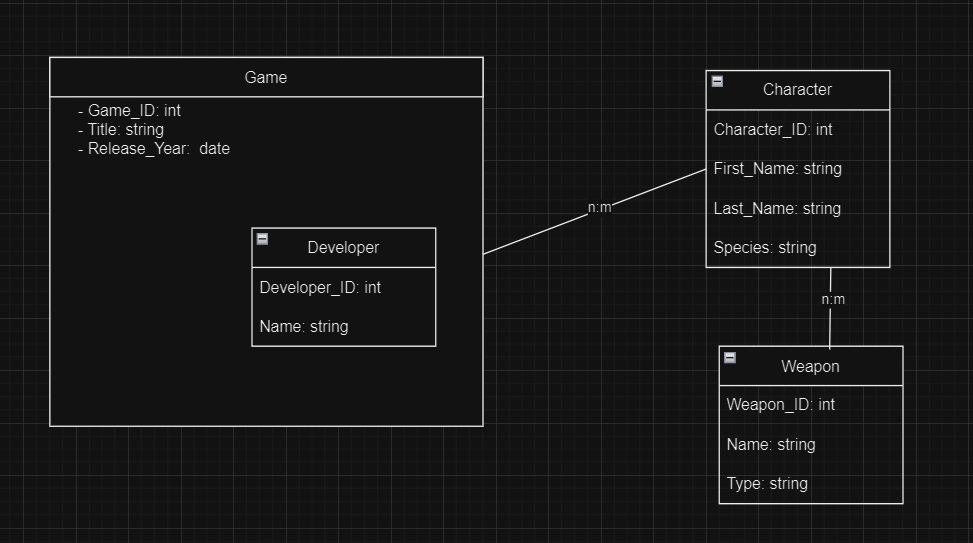 Game
- Game_ID: int
- Title: string
- Release_Year:  date
Developer
Developer_ID: int
Name: string
n:m
Character
Character_ID: int
First_Name: string
Last_Name: string
Species: string
n:m
Weapon
Weapon_ID: int
Name: string
Type: string